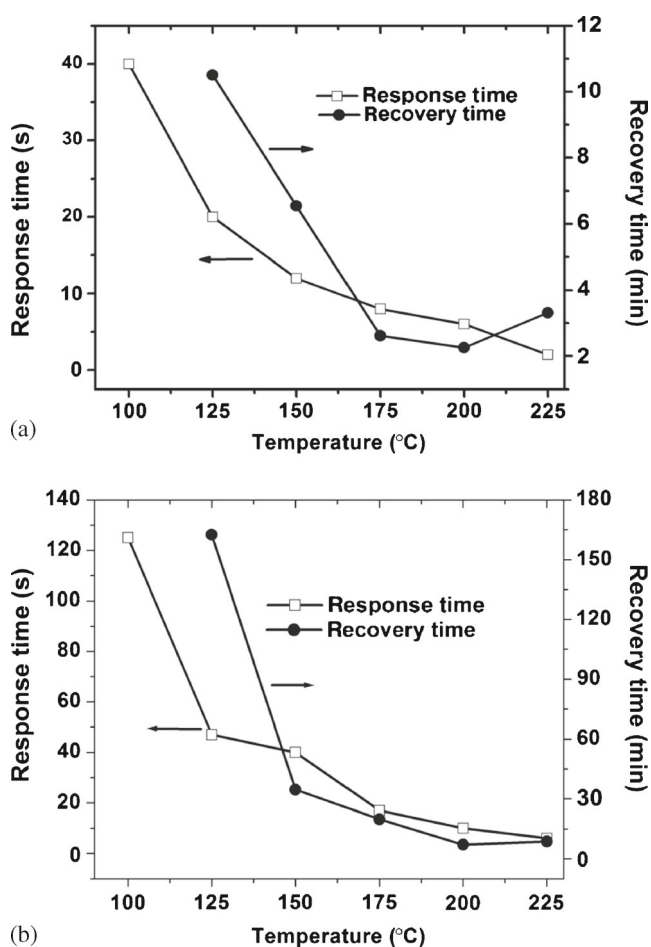 12
40
10
Response time
Recovery time
30
8
20
6
10
4
0
2
Response time (s)
Recovery time (min)
100 125 150 175 200 225
Temperature (°C)
(a)
140
180
120
150
100
120
80
Response time
Recovery time
90
60
40
60
20
30
0
0
Response time (s)
Recovery time (min)
100 125 150 175 200 225
Temperature (°C)
(b)